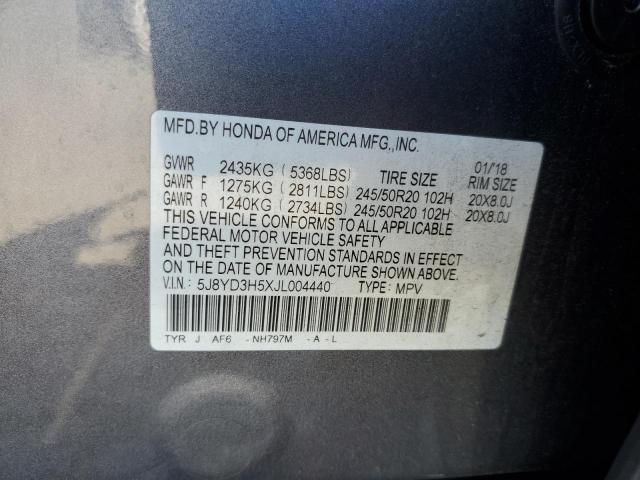 MFD.BY HONDA OF AMERICA MFG.,INC.
01/'18
GVWR 2435KG ( 5368LBS) TIRE SIZE RIM SIZE
GAWR F 1275KG ( 2811LBS) 245/50R20 102H 20X8.0J
GAWR R 1240KG ( 2734LBS) 245/50R20 102H 20X8.0J
THIS VEHICLE CONFORMS TO ALL APPLICABLE
FEDERAL MOTOR VEHICLE SAFETY
AND THEFT PREVENTION STANDARDS IN EFFECT
ON THE DATE OF MANUFACTURE SHOWN ABOVE.
V.I.N.: 5J8YD3H5XJL004440 TYPE: MPV
TYR J AF6 - NH797M - A - L